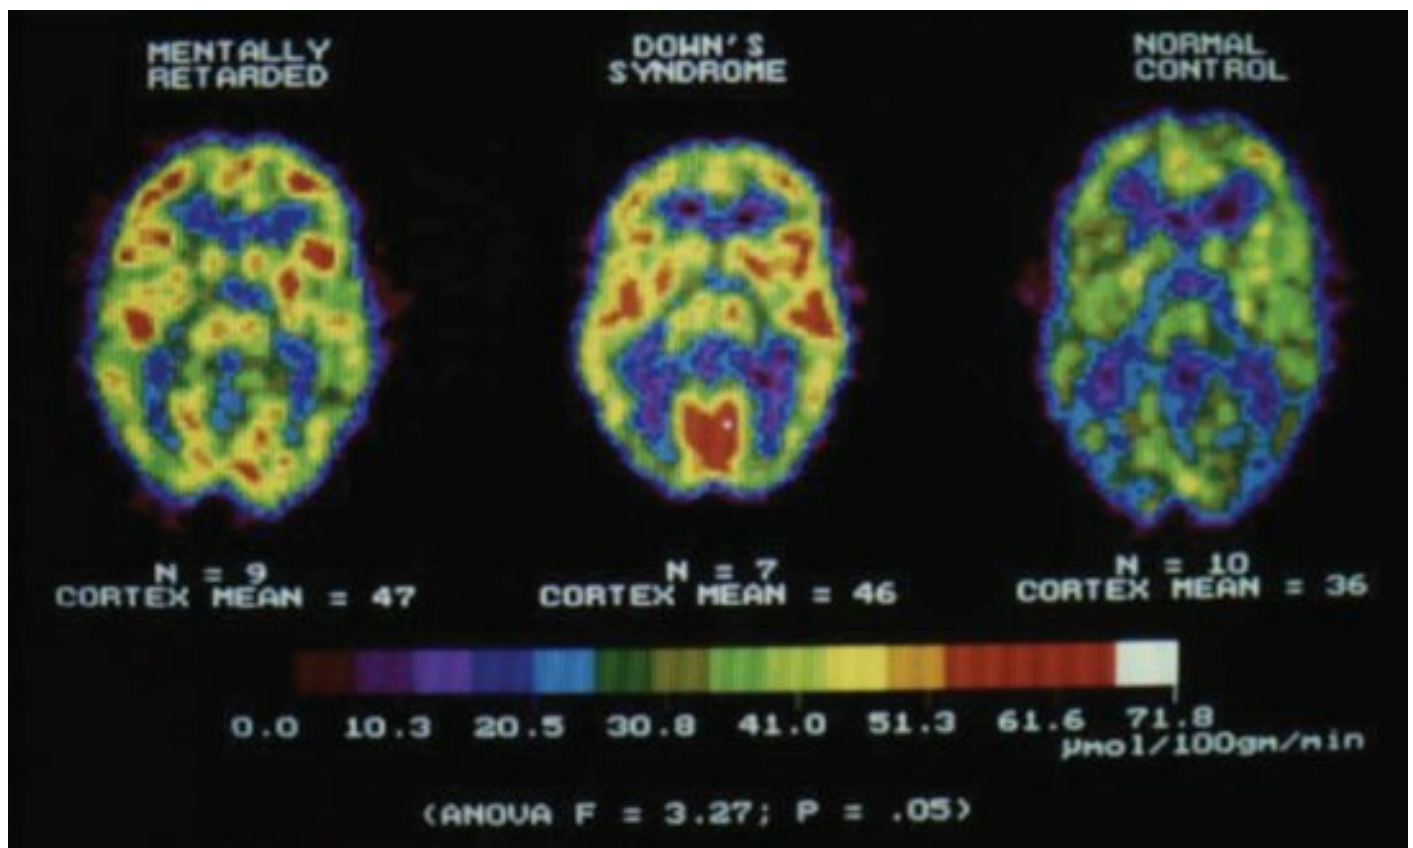 MENTALLY
RETARDED
DOWN'S
SYNDROME
NORMAL
CONTROL
N = 9
CORTEX MEAN = 47
N = 7
CORTEX MEAN = 46
N = 10
CORTEX MEAN = 36
0.0 10.3 20.5 30.8 41.0 51.3 61.6 71.8
µmol/100gm/min
(ANOVA F = 3.27; P = .05)